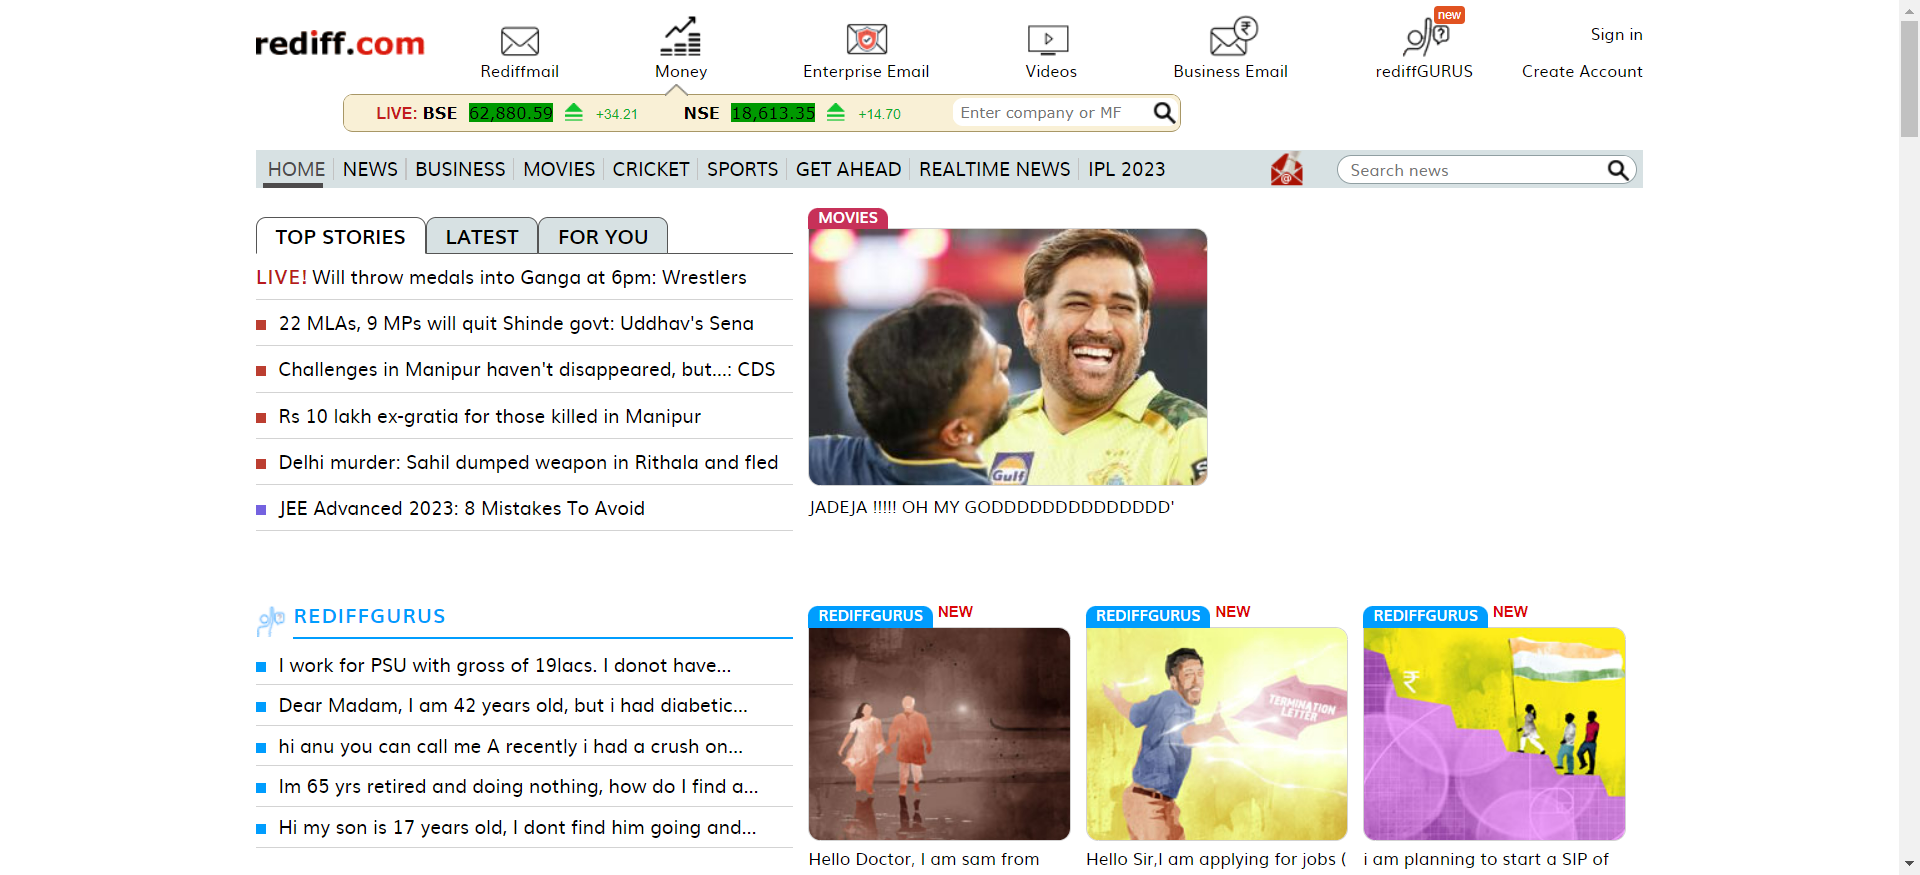 rediff.com
Rediffmail
Money
Enterprise Email
Videos
Business Email
new
rediffGURUS
Sign in
Create Account
LIVE: BSE 62,880.59 +34.21 NSE 18,613.35 +14.70 Enter company or MF
HOME NEWS BUSINESS MOVIES CRICKET SPORTS GET AHEAD REALTIME NEWS IPL 2023
Search news
TOP STORIES LATEST FOR YOU
LIVE! Will throw medals into Ganga at 6pm: Wrestlers
22 MLAs, 9 MPs will quit Shinde govt: Uddhav's Sena
Challenges in Manipur haven't disappeared, but...: CDS
Rs 10 lakh ex-gratia for those killed in Manipur
Delhi murder: Sahil dumped weapon in Rithala and fled
JEE Advanced 2023: 8 Mistakes To Avoid
MOVIES
Gulf
JADEJA !!!!! OH MY GODDDDDDDDDDDDDDD'
REDIFFGURUS
I work for PSU with gross of 19lacs. I donot have...
Dear Madam, I am 42 years old, but i had diabetic...
hi anu you can call me A recently i had a crush on...
Im 65 yrs retired and doing nothing, how do I find a...
Hi my son is 17 years old, I dont find him going and...
REDIFFGURUS NEW
Hello Doctor, I am sam from
REDIFFGURUS NEW
TERMINATION
LETTER
Hello Sir,I am applying for jobs (
REDIFFGURUS NEW
₹
i am planning to start a SIP of